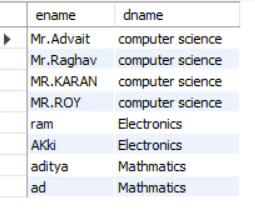 ename dname
Mr.Advait computer science
Mr.Raghav computer science
MR.KARAN computer science
MR.ROY computer science
ram Electronics
AKki Electronics
aditya Mathmatics
ad Mathmatics